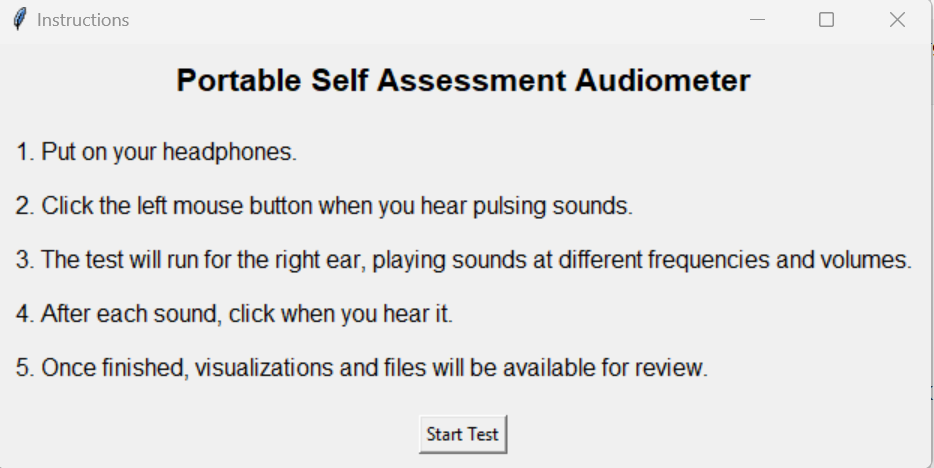 Instructions
Portable Self Assessment Audiometer
1. Put on your headphones.
2. Click the left mouse button when you hear pulsing sounds.
3. The test will run for the right ear, playing sounds at different frequencies and volumes.
4. After each sound, click when you hear it.
5. Once finished, visualizations and files will be available for review.
Start Test